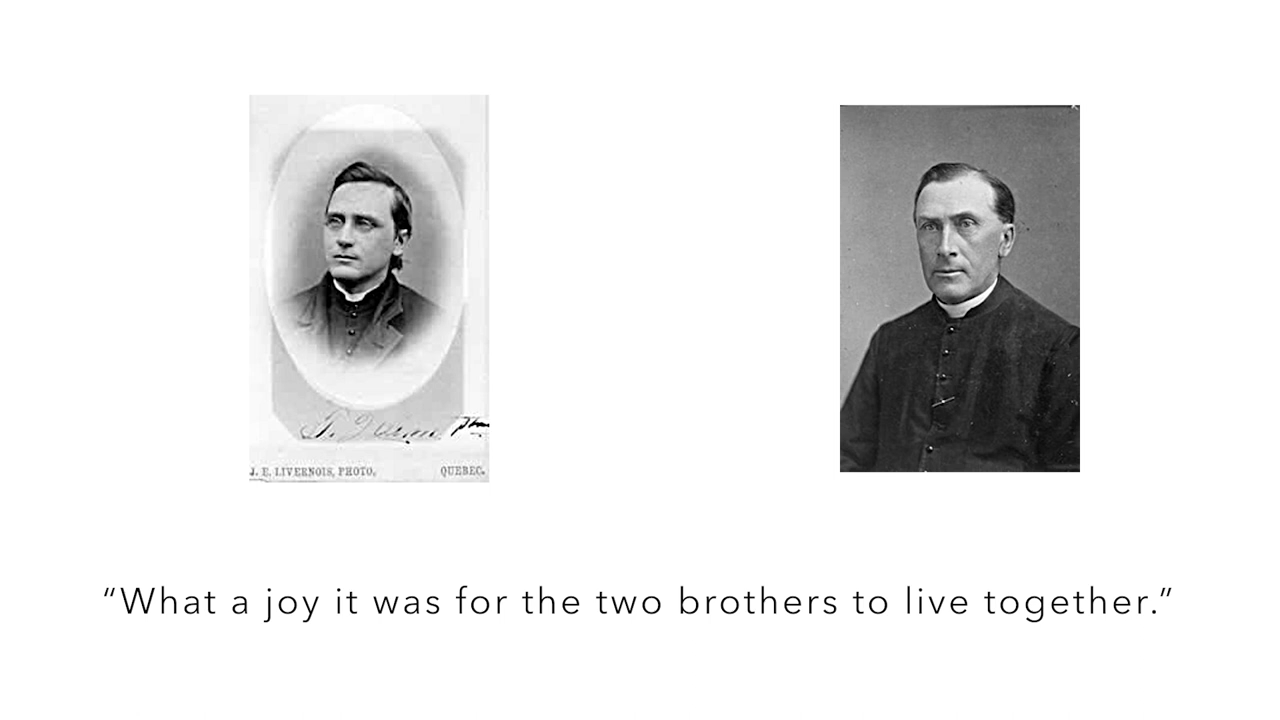 J. E. LIVERNOIS, PHOTO. QUEBEC.
“What a joy it was for the two brothers to live together.”